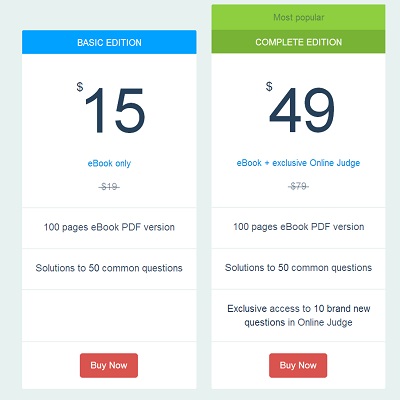 BASIC EDITION
$15
eBook only
$19
100 pages eBook PDF version
Solutions to 50 common questions
Buy Now
Most popular
COMPLETE EDITION
$49
eBook + exclusive Online Judge
$79
100 pages eBook PDF version
Solutions to 50 common questions
Exclusive access to 10 brand new
questions in Online Judge
Buy Now